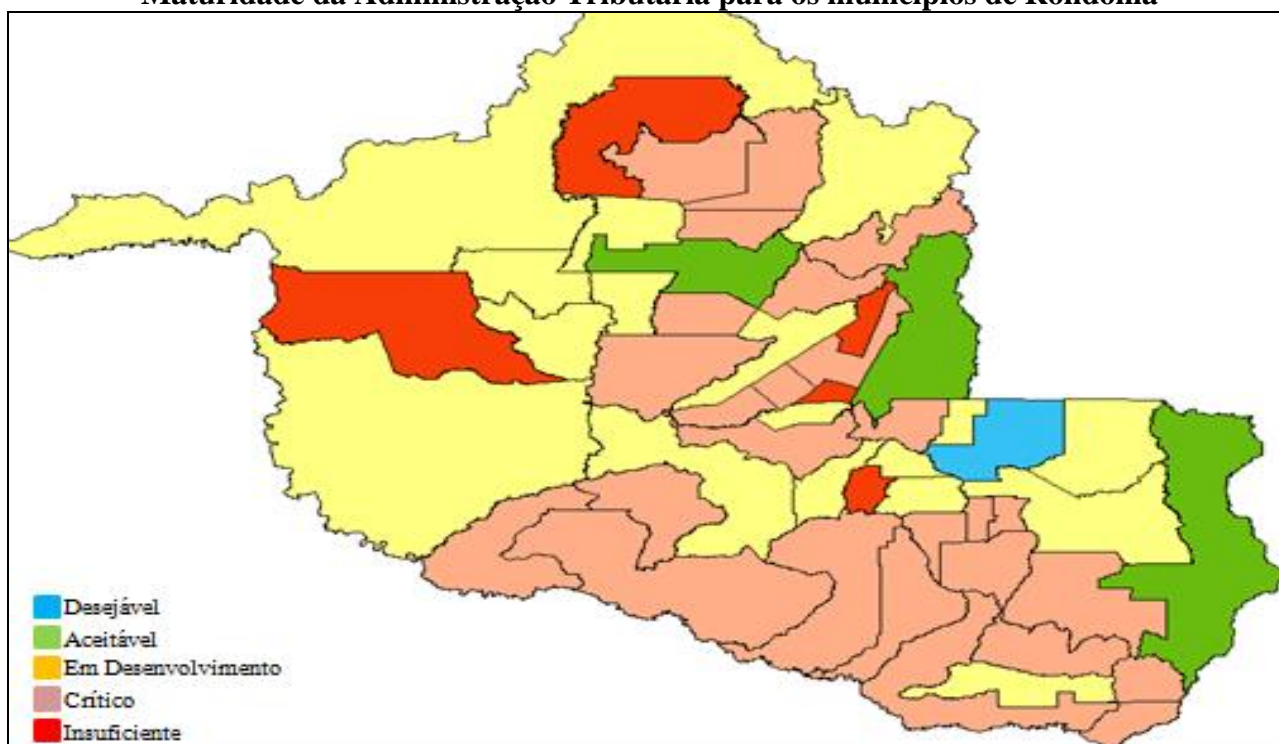 Maturidade da Administração Tributária para os municípios de Rondônia
Desejável
Aceitável
Em Desenvolvimento
Crítico
Insuficiente